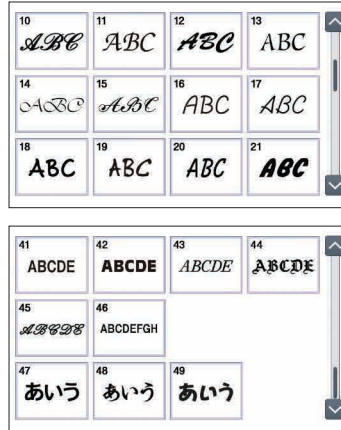 10 11 12 13
ABC ABC ABC ABC
14 15 16 17
ABC ABC ABC ABC
18 19 20 21
ABC ABC ABC ABC
41 42 43 44
ABCDE ABCDE ABCDE ABCDE
45 46
ABCDE ABCDEFGH
47 48 49
あいう あいう あいう